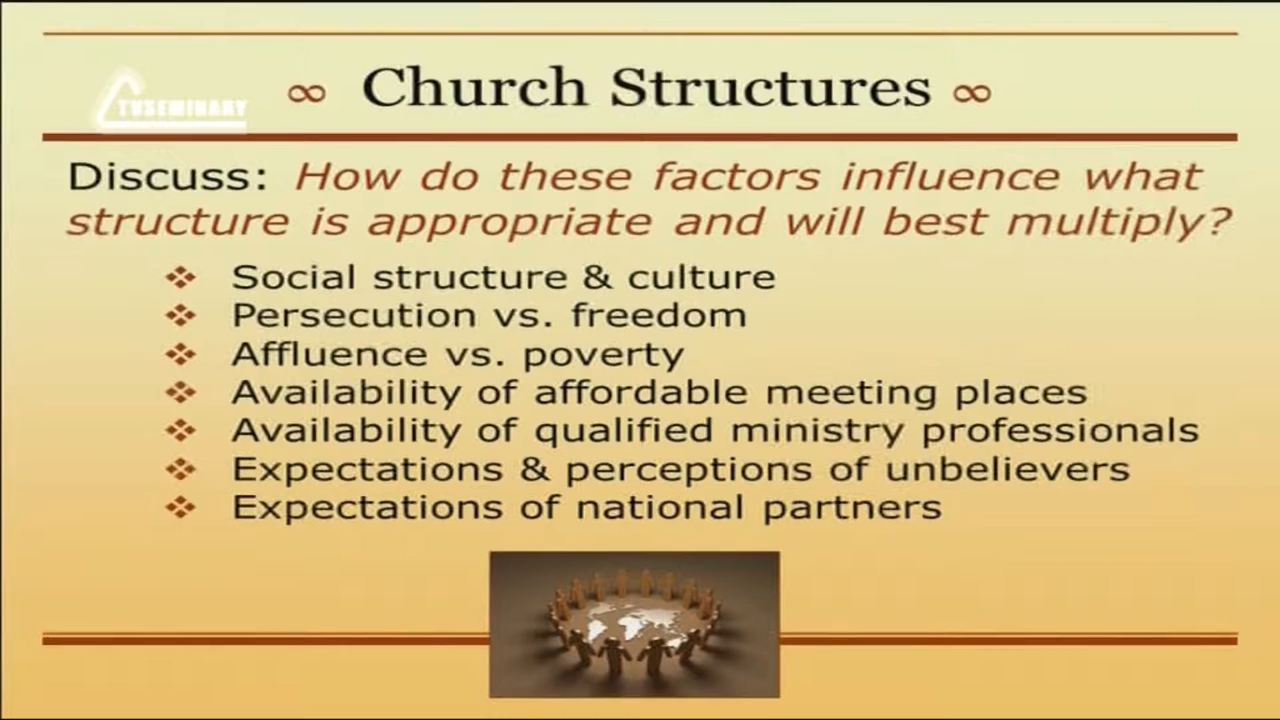 TVSEMINARY
∞ Church Structures ∞
Discuss: How do these factors influence what
structure is appropriate and will best multiply?
❖ Social structure & culture
❖ Persecution vs. freedom
❖ Affluence vs. poverty
❖ Availability of affordable meeting places
❖ Availability of qualified ministry professionals
❖ Expectations & perceptions of unbelievers
❖ Expectations of national partners